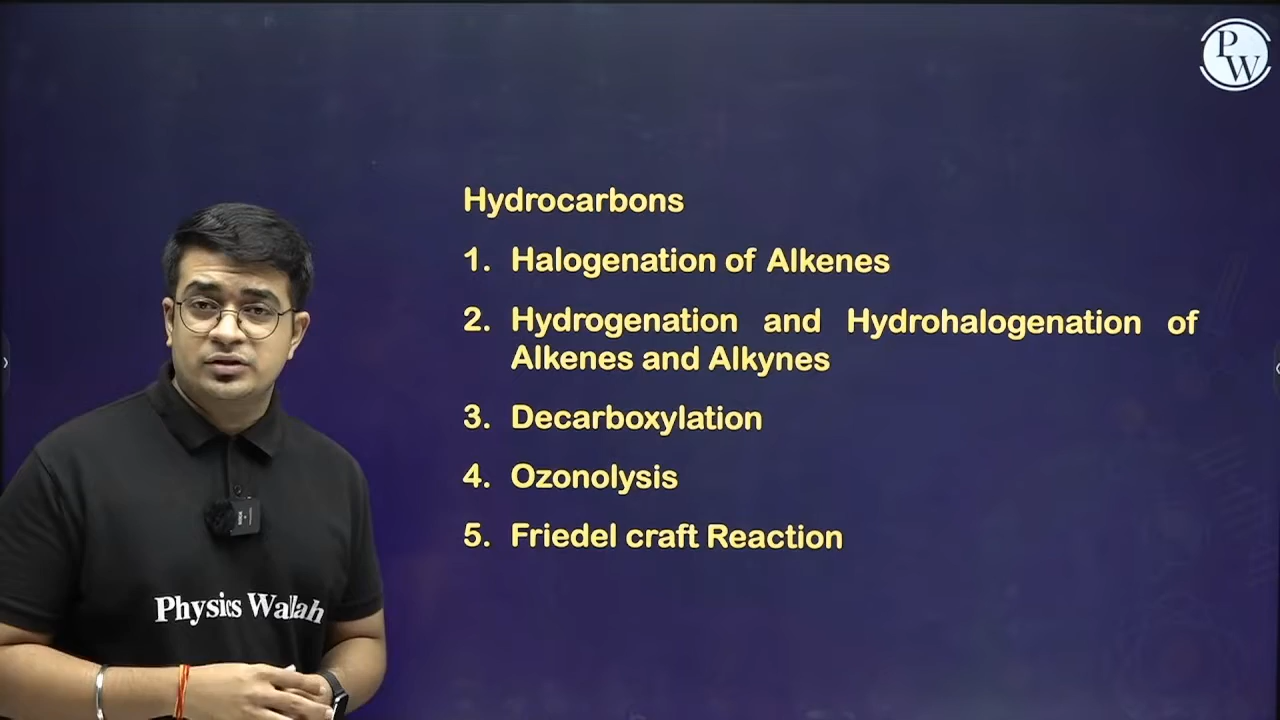 P
W
Hydrocarbons
1. Halogenation of Alkenes
2. Hydrogenation and Hydrohalogenation of
Alkenes and Alkynes
3. Decarboxylation
4. Ozonolysis
5. Friedel craft Reaction
Physics Wallah